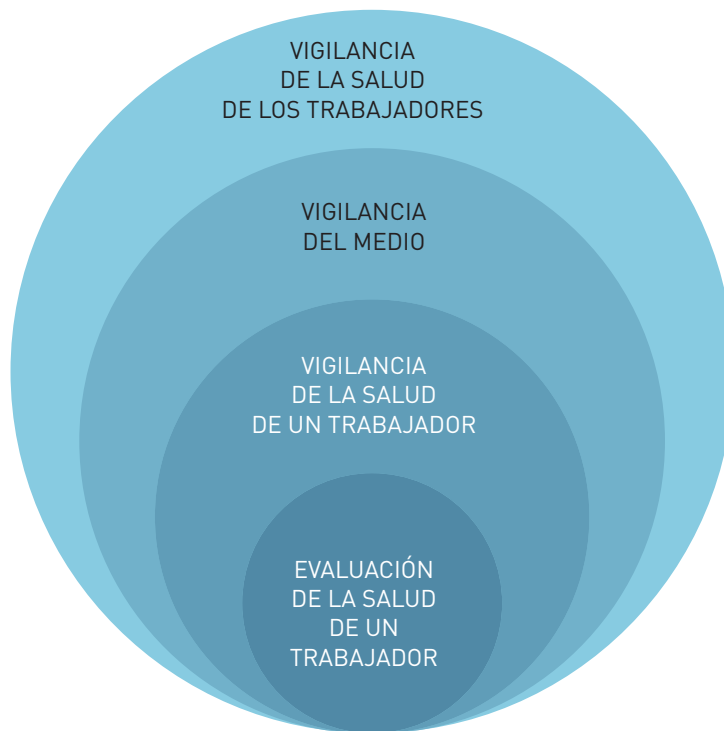 VIGILANCIA
DE LA SALUD
DE LOS TRABAJADORES
VIGILANCIA
DEL MEDIO
VIGILANCIA
DE LA SALUD
DE UN TRABAJADOR
EVALUACIÓN
DE LA SALUD
DE UN
TRABAJADOR